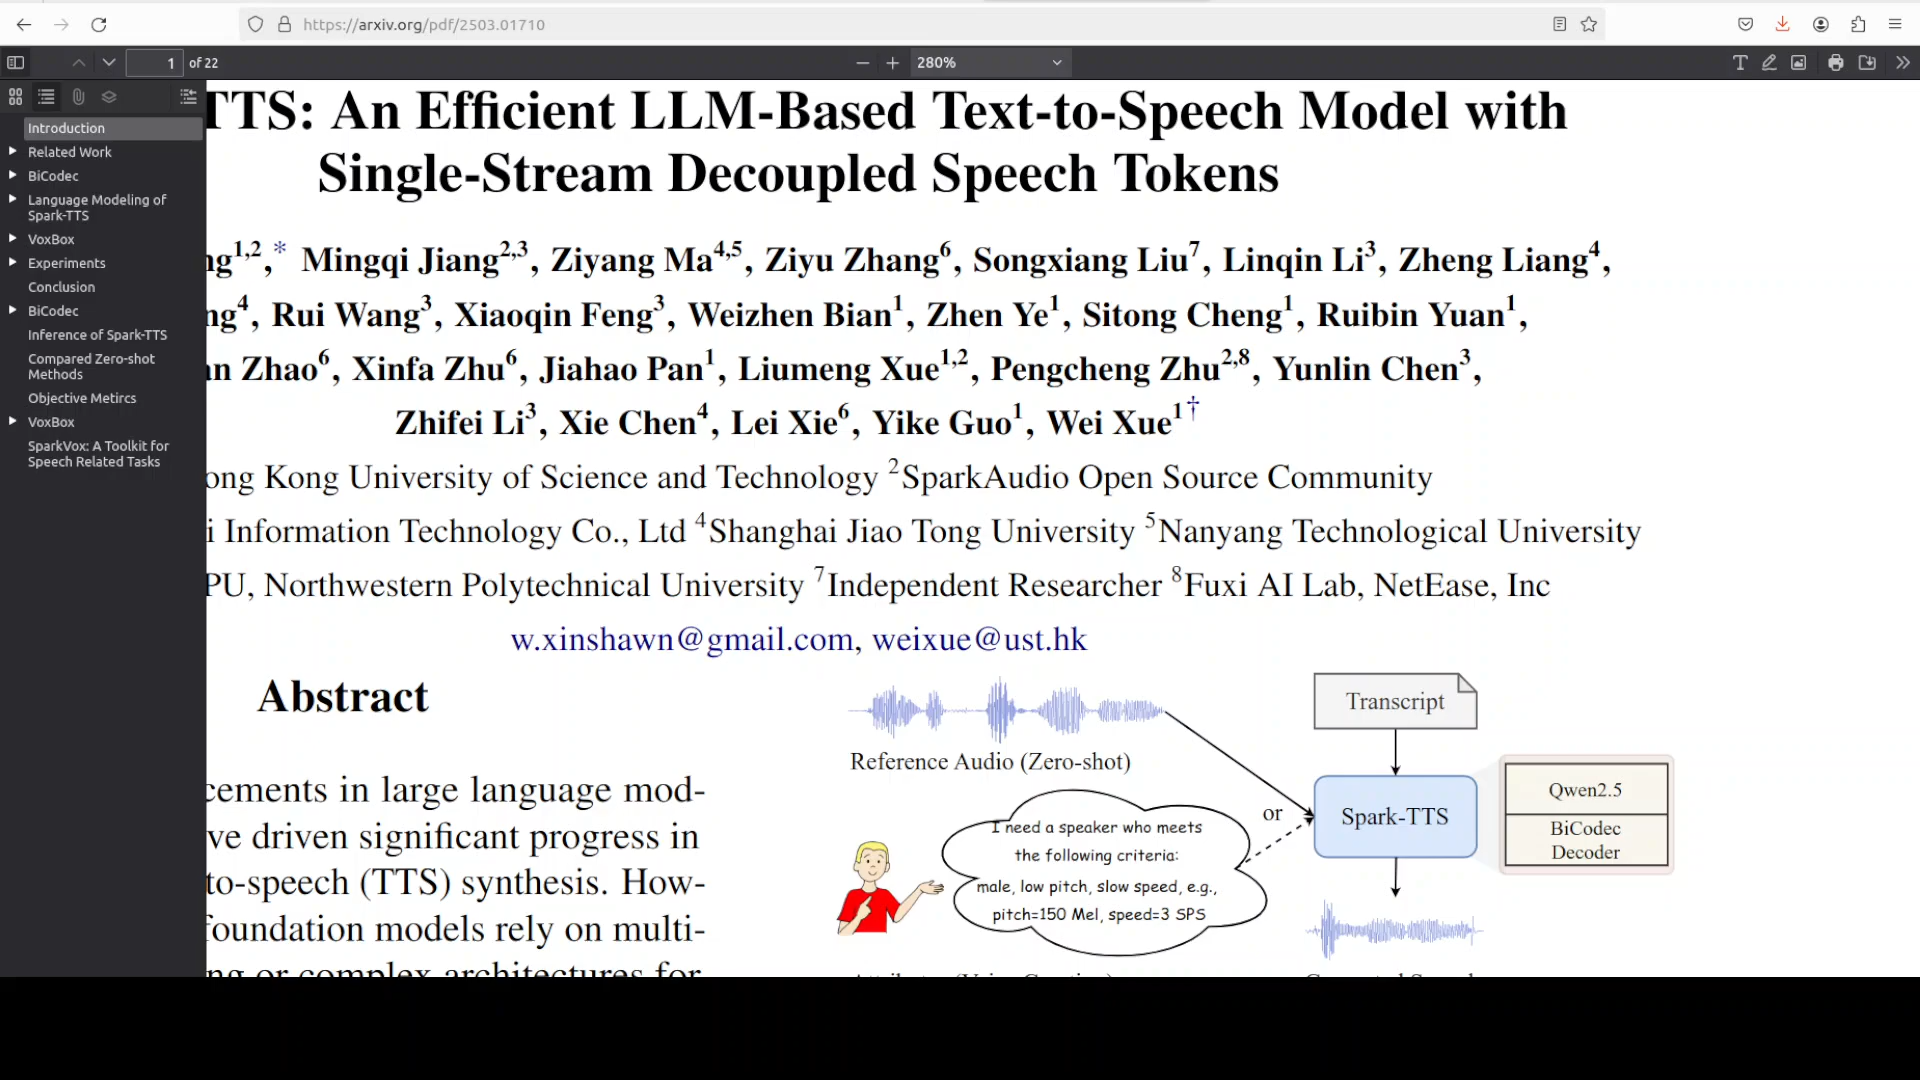 https://arxiv.org/pdf/2503.01710
1 of 22
280%
Introduction
Related Work
BiCodec
Language Modeling of
Spark-TTS
VoxBox
Experiments
Conclusion
BiCodec
Inference of Spark-TTS
Compared Zero-shot
Methods
Objective Metircs
VoxBox
SparkVox: A Toolkit for
Speech Related Tasks
TTS: An Efficient LLM-Based Text-to-Speech Model with
Single-Stream Decoupled Speech Tokens
ng1,2,* Mingqi Jiang2,3, Ziyang Ma4,5, Ziyu Zhang6, Songxiang Liu7, Linqin Li3, Zheng Liang4,
ng4, Rui Wang3, Xiaoqin Feng3, Weizhen Bian1, Zhen Ye1, Sitong Cheng1, Ruibin Yuan1,
n Zhao6, Xinfa Zhu6, Jiahao Pan1, Liumeng Xue1,2, Pengcheng Zhu2,8, Yunlin Chen3,
Zhifei Li3, Xie Chen4, Lei Xie6, Yike Guo1, Wei Xue1†
ong Kong University of Science and Technology 2SparkAudio Open Source Community
i Information Technology Co., Ltd 4Shanghai Jiao Tong University 5Nanyang Technological University
PU, Northwestern Polytechnical University 7Independent Researcher 8Fuxi AI Lab, NetEase, Inc
w.xinshawn@gmail.com, weixue@ust.hk
Abstract
cements in large language mod-
ve driven significant progress in
to-speech (TTS) synthesis. How-
foundation models rely on multi-
ng or complex architectures for
Reference Audio (Zero-shot)
I need a speaker who meets
the following criteria:
male, low pitch, slow speed, e.g.,
pitch=150 Mel, speed=3 SPS
or
Transcript
Spark-TTS
Qwen2.5
BiCodec
Decoder